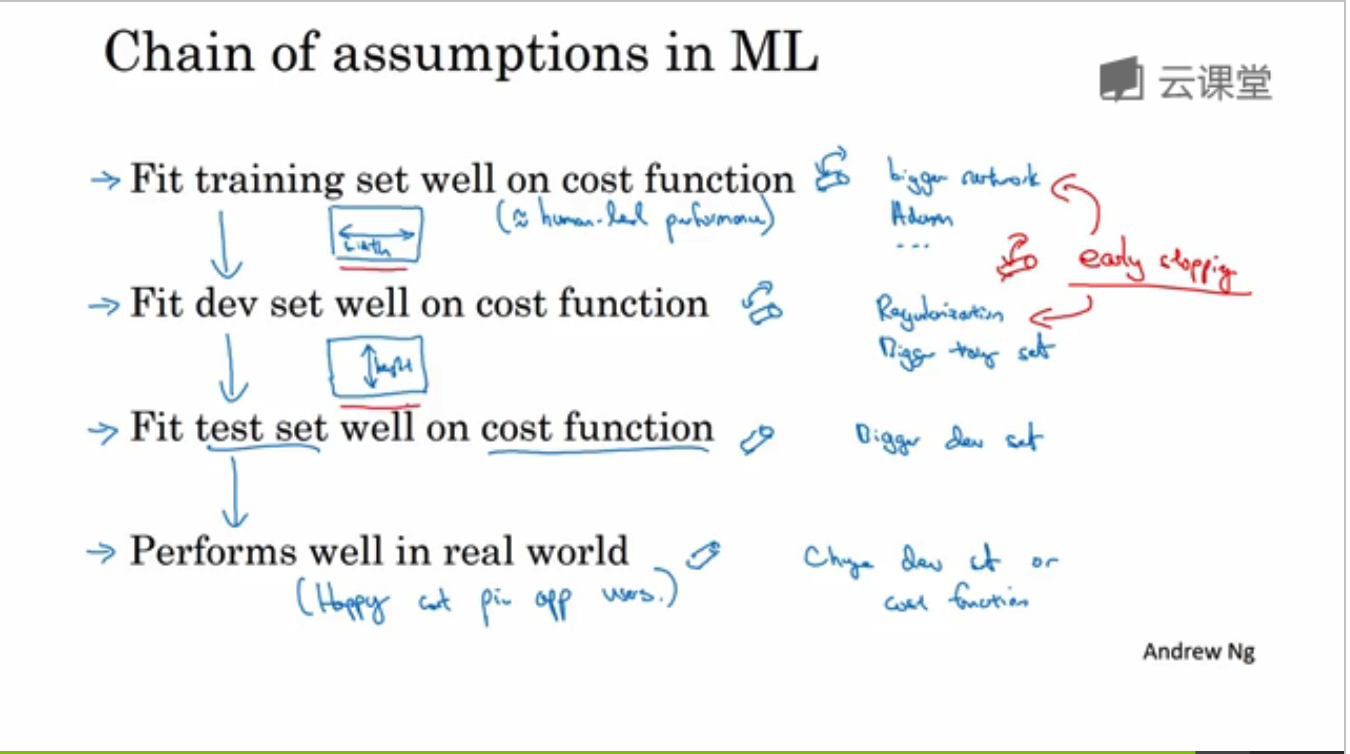 Chain of assumptions in ML
云课堂
→ Fit training set well on cost function
bigger network
(≈ human-level performance)
Adam
...
width
early stopping
→ Fit dev set well on cost function
Regularization
Bigger set
height
→ Fit test set well on cost function
Bigger dev set
→ Performs well in real world
Change dev set or
(Happy cat pic app users.)
cost function
Andrew Ng